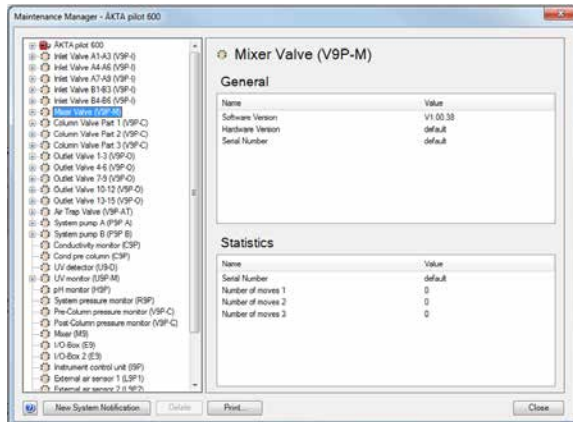 Maintenance Manager - ÄKTA pilot 600
ÄKTA pilot 600
Inlet Valve A1-A3 (V9P-I)
Inlet Valve A4-A6 (V9P-I)
Inlet Valve A7-A9 (V9P-I)
Inlet Valve B1-B3 (V9P-I)
Inlet Valve B4-B6 (V9P-I)
Mixer Valve (V9P-M)
Column Valve Part 1 (V9P-C)
Column Valve Part 2 (V9P-C)
Column Valve Part 3 (V9P-C)
Outlet Valve 1-3 (V9P-O)
Outlet Valve 4-6 (V9P-O)
Outlet Valve 7-9 (V9P-O)
Outlet Valve 10-12 (V9P-O)
Outlet Valve 13-15 (V9P-O)
Air Trap Valve (V9P-AT)
System pump A (P9P A)
System pump B (P9P B)
Conductivity monitor (C9P)
Cond pre column (C9P)
UV detector (U9-D)
UV monitor (U9P-M)
pH monitor (H9P)
System pressure monitor (R9P)
Pre-Column pressure monitor (V9P-C)
Post-Column pressure monitor (V9P-C)
Mixer (M9)
I/O-Box (E9)
I/O-Box 2 (E9)
Instrument control unit (I9P)
External air sensor 1 (L9P1)
External air sensor 2 (L9P2)
Mixer Valve (V9P-M)
General
Name Value
Software Version V1.00.38
Hardware Version default
Serial Number default
Statistics
Name Value
Serial Number default
Number of moves 1 0
Number of moves 2 0
Number of moves 3 0
New System Notification Delete Print... Close